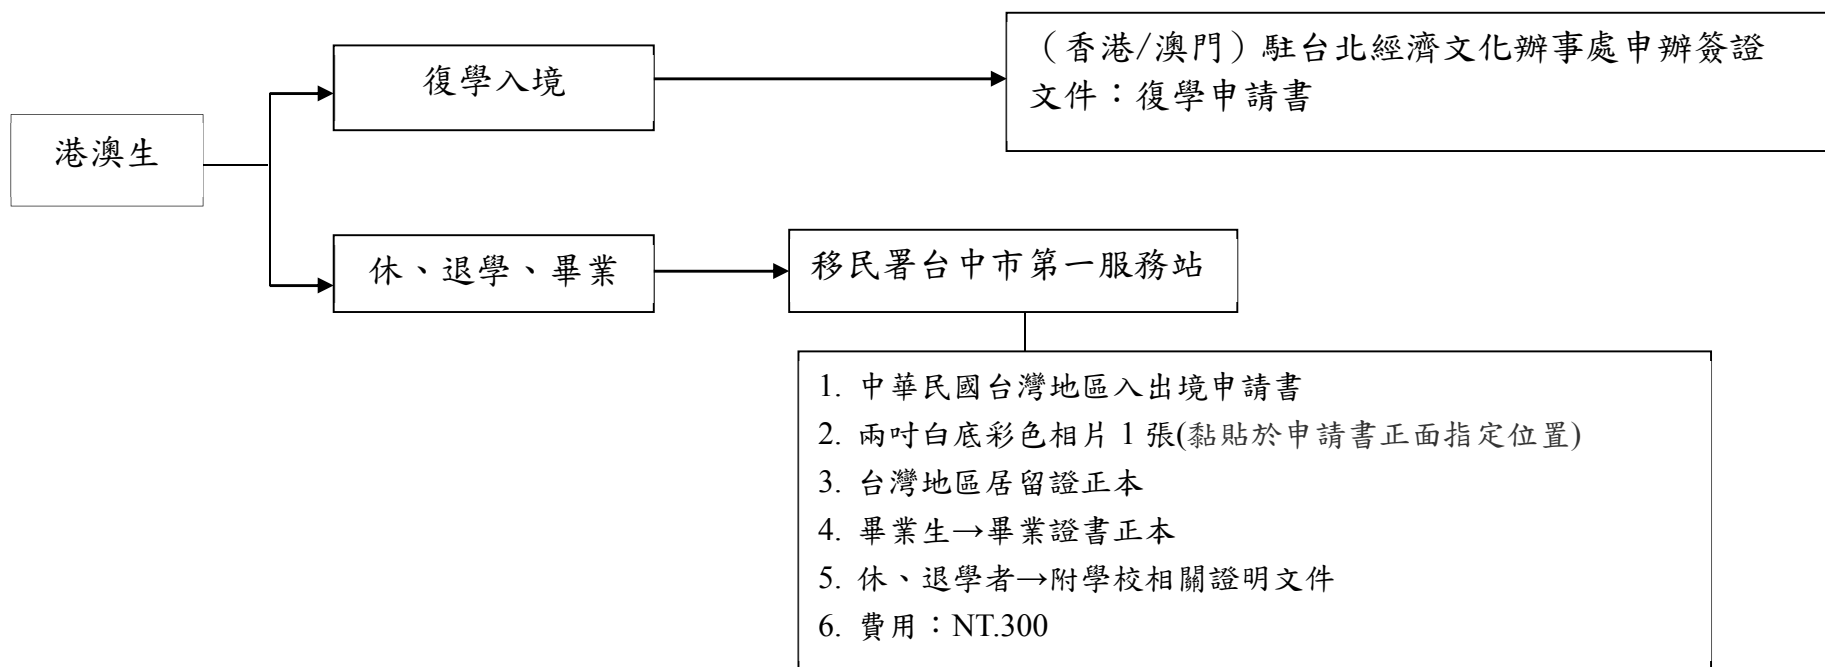 港澳生
復學入境
（香港/澳門）駐台北經濟文化辦事處申辦簽證
文件：復學申請書
休、退學、畢業
移民署台中市第一服務站
1. 中華民國台灣地區入出境申請書
2. 兩吋白底彩色相片 1 張(黏貼於申請書正面指定位置)
3. 台灣地區居留證正本
4. 畢業生→畢業證書正本
5. 休、退學者→附學校相關證明文件
6. 費用：NT.300